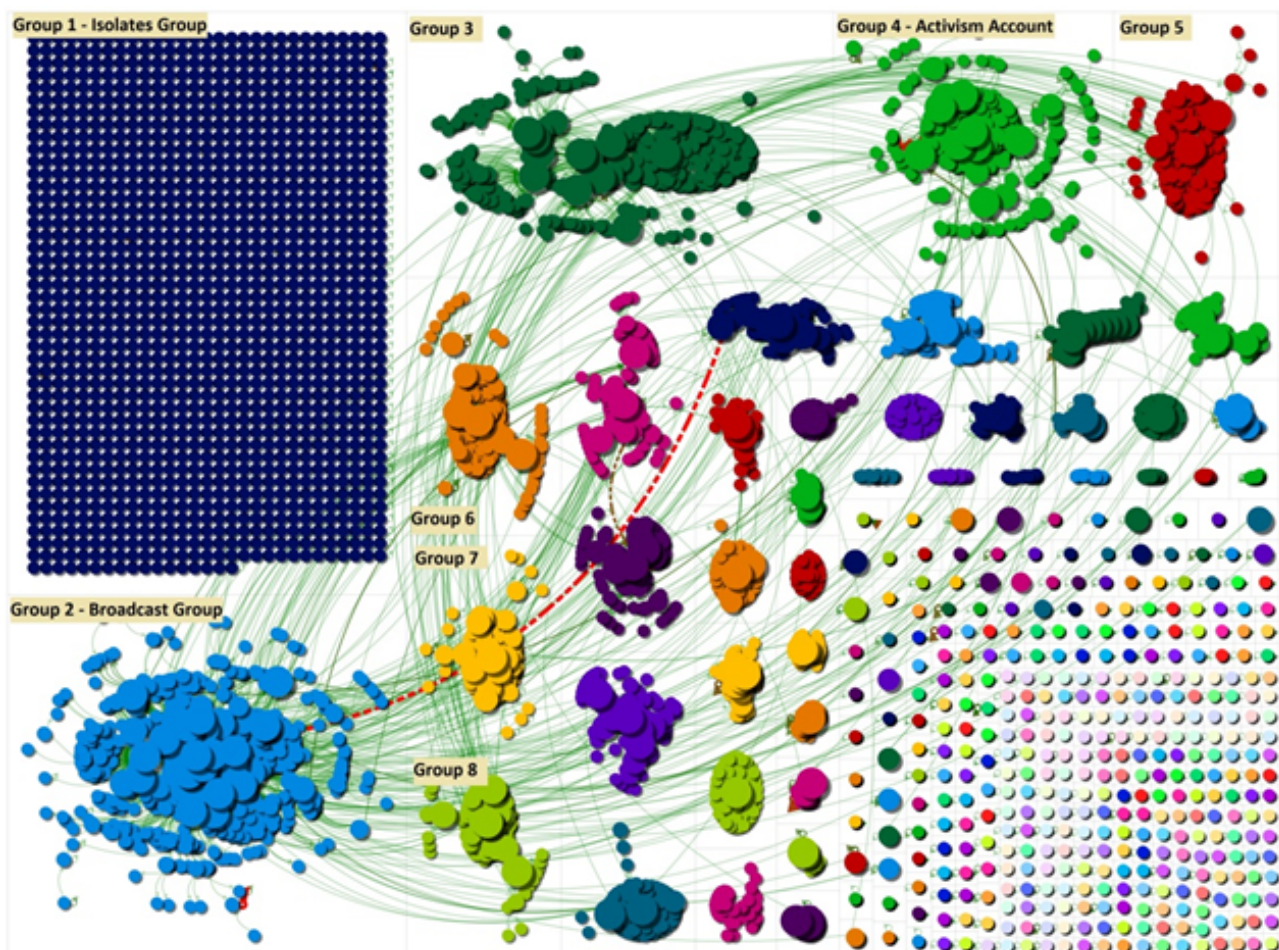 Group 1 - Isolates Group
Group 3
Group 4 - Activism Account
Group 5
Group 6
Group 7
Group 2 - Broadcast Group
Group 8